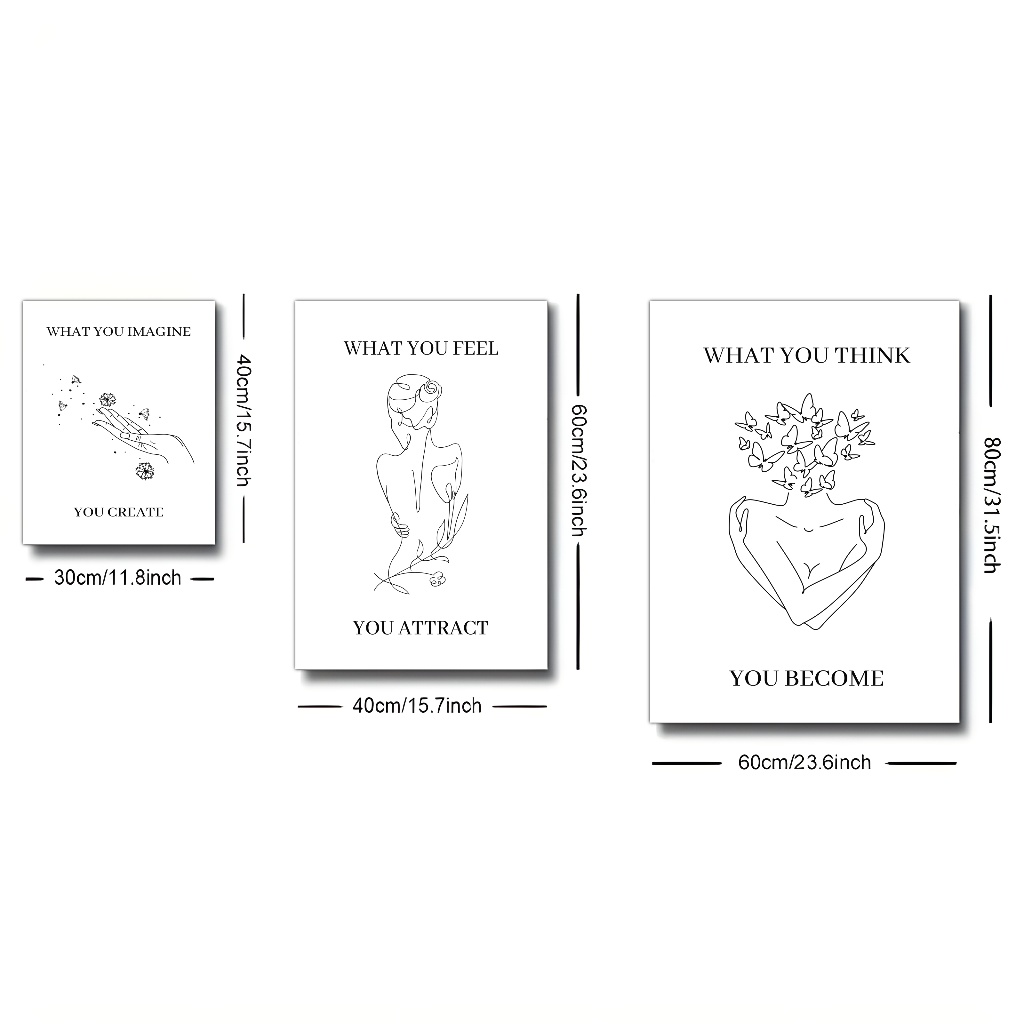 WHAT YOU IMAGINE
YOU CREATE
40cm/15.7inch
30cm/11.8inch
WHAT YOU FEEL
YOU ATTRACT
60cm/23.6inch
40cm/15.7inch
WHAT YOU THINK
YOU BECOME
80cm/31.5inch
60cm/23.6inch